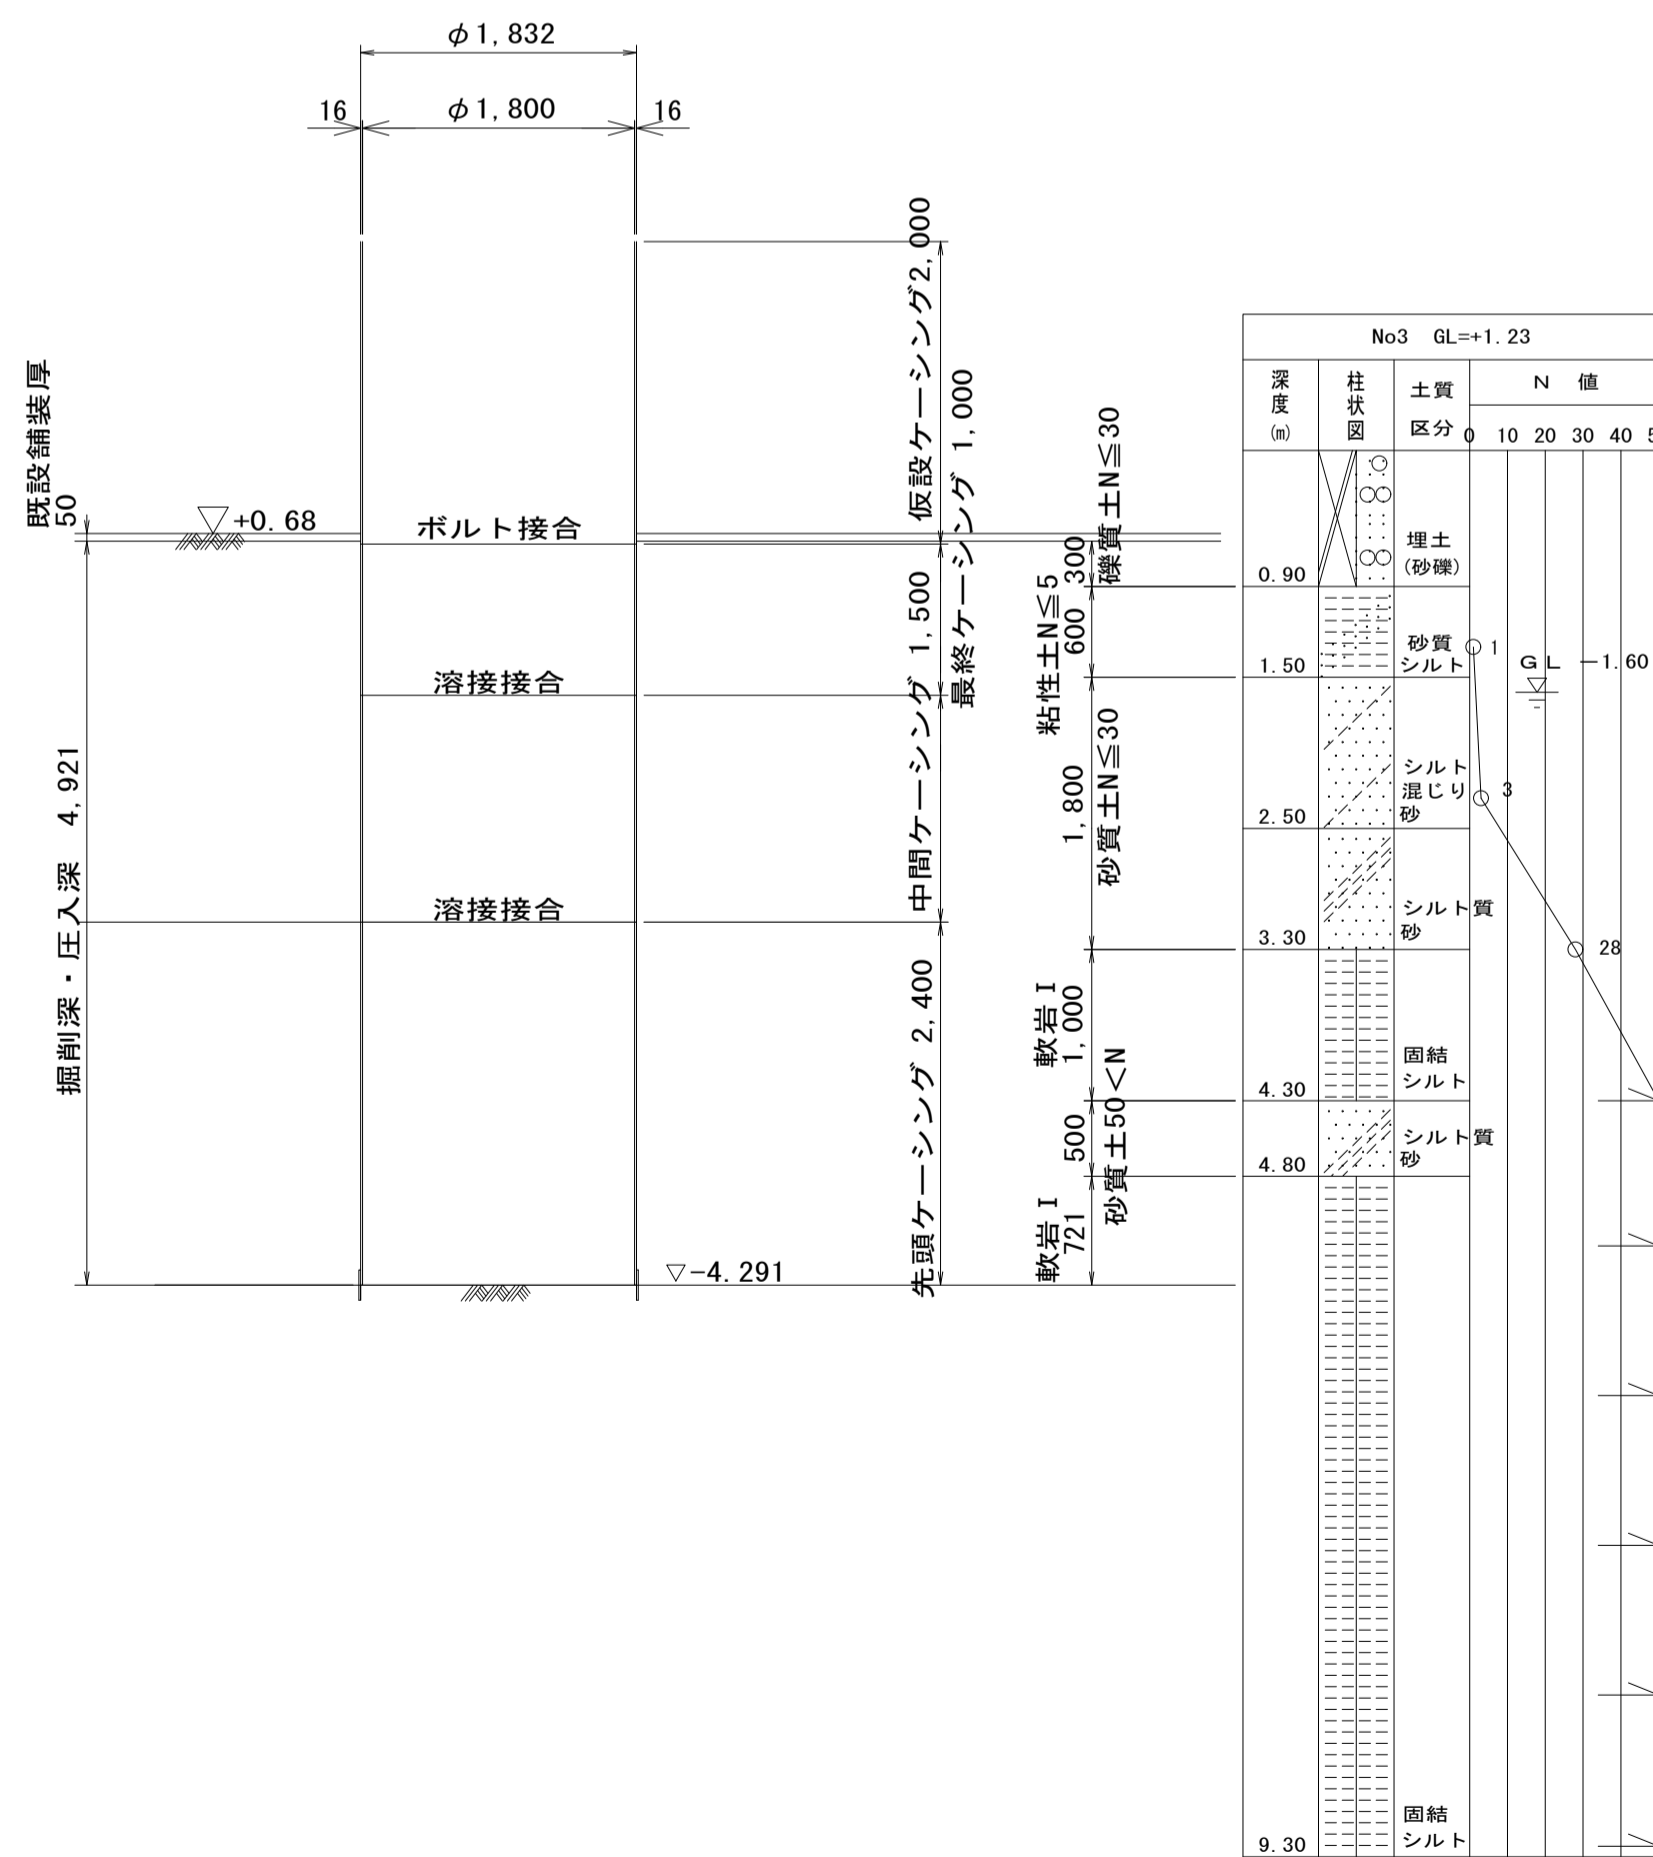 φ1,832
16
φ1,800
16
既設舗装厚
50
+0.68
掘削深・圧入深 4,921
ボルト接合
溶接接合
溶接接合
-4.291
仮設ケーシング2,000
最終ケーシング 1,000
中間ケーシング 1,500
先頭ケーシング 2,400
300
礫質土N≦30
粘性土N≦5
600
1,800
砂質土N≦30
軟岩Ⅰ
1,000
500
砂質土50<N
軟岩Ⅰ
721
No3 GL=+1.23
深度(m)
柱状図
土質区分
N 値
0 10 20 30 40 5
0.90
埋土
(砂礫)
1.50
砂質
シルト
1
GL -1.60
2.50
シルト
混じり
砂
3
3.30
シルト質
砂
28
4.30
固結
シルト
4.80
シルト質
砂
9.30
固結
シルト